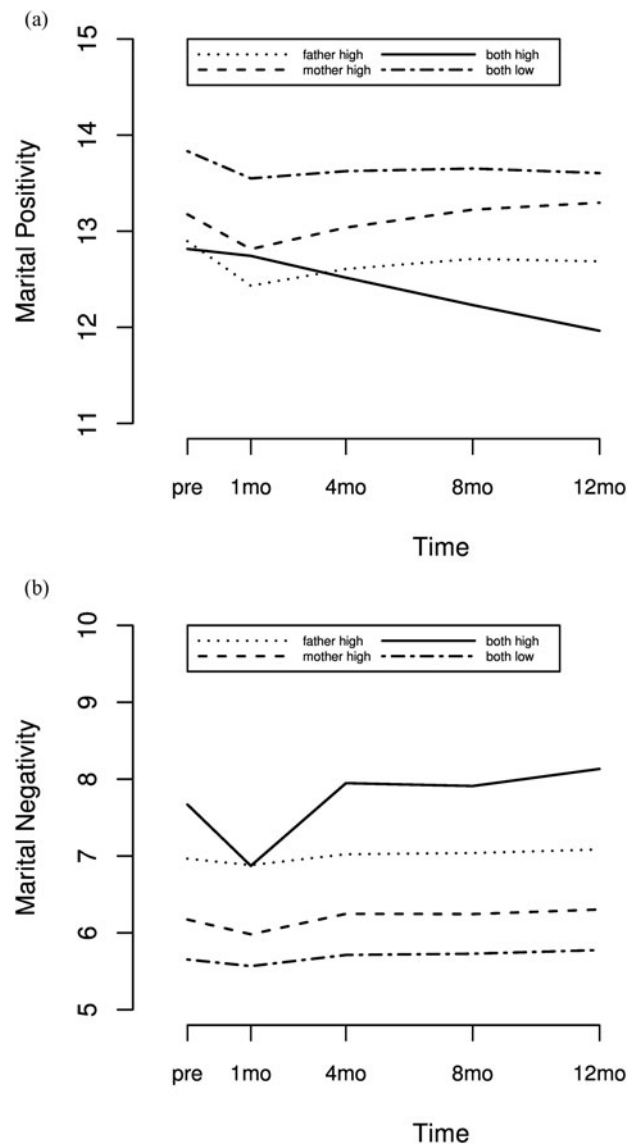 (a)
father high both high
mother high both low
15
14
13
12
11
Marital Positivity
pre 1mo 4mo 8mo 12mo
Time
(b)
father high both high
mother high both low
10
9
8
7
6
5
Marital Negativity
pre 1mo 4mo 8mo 12mo
Time